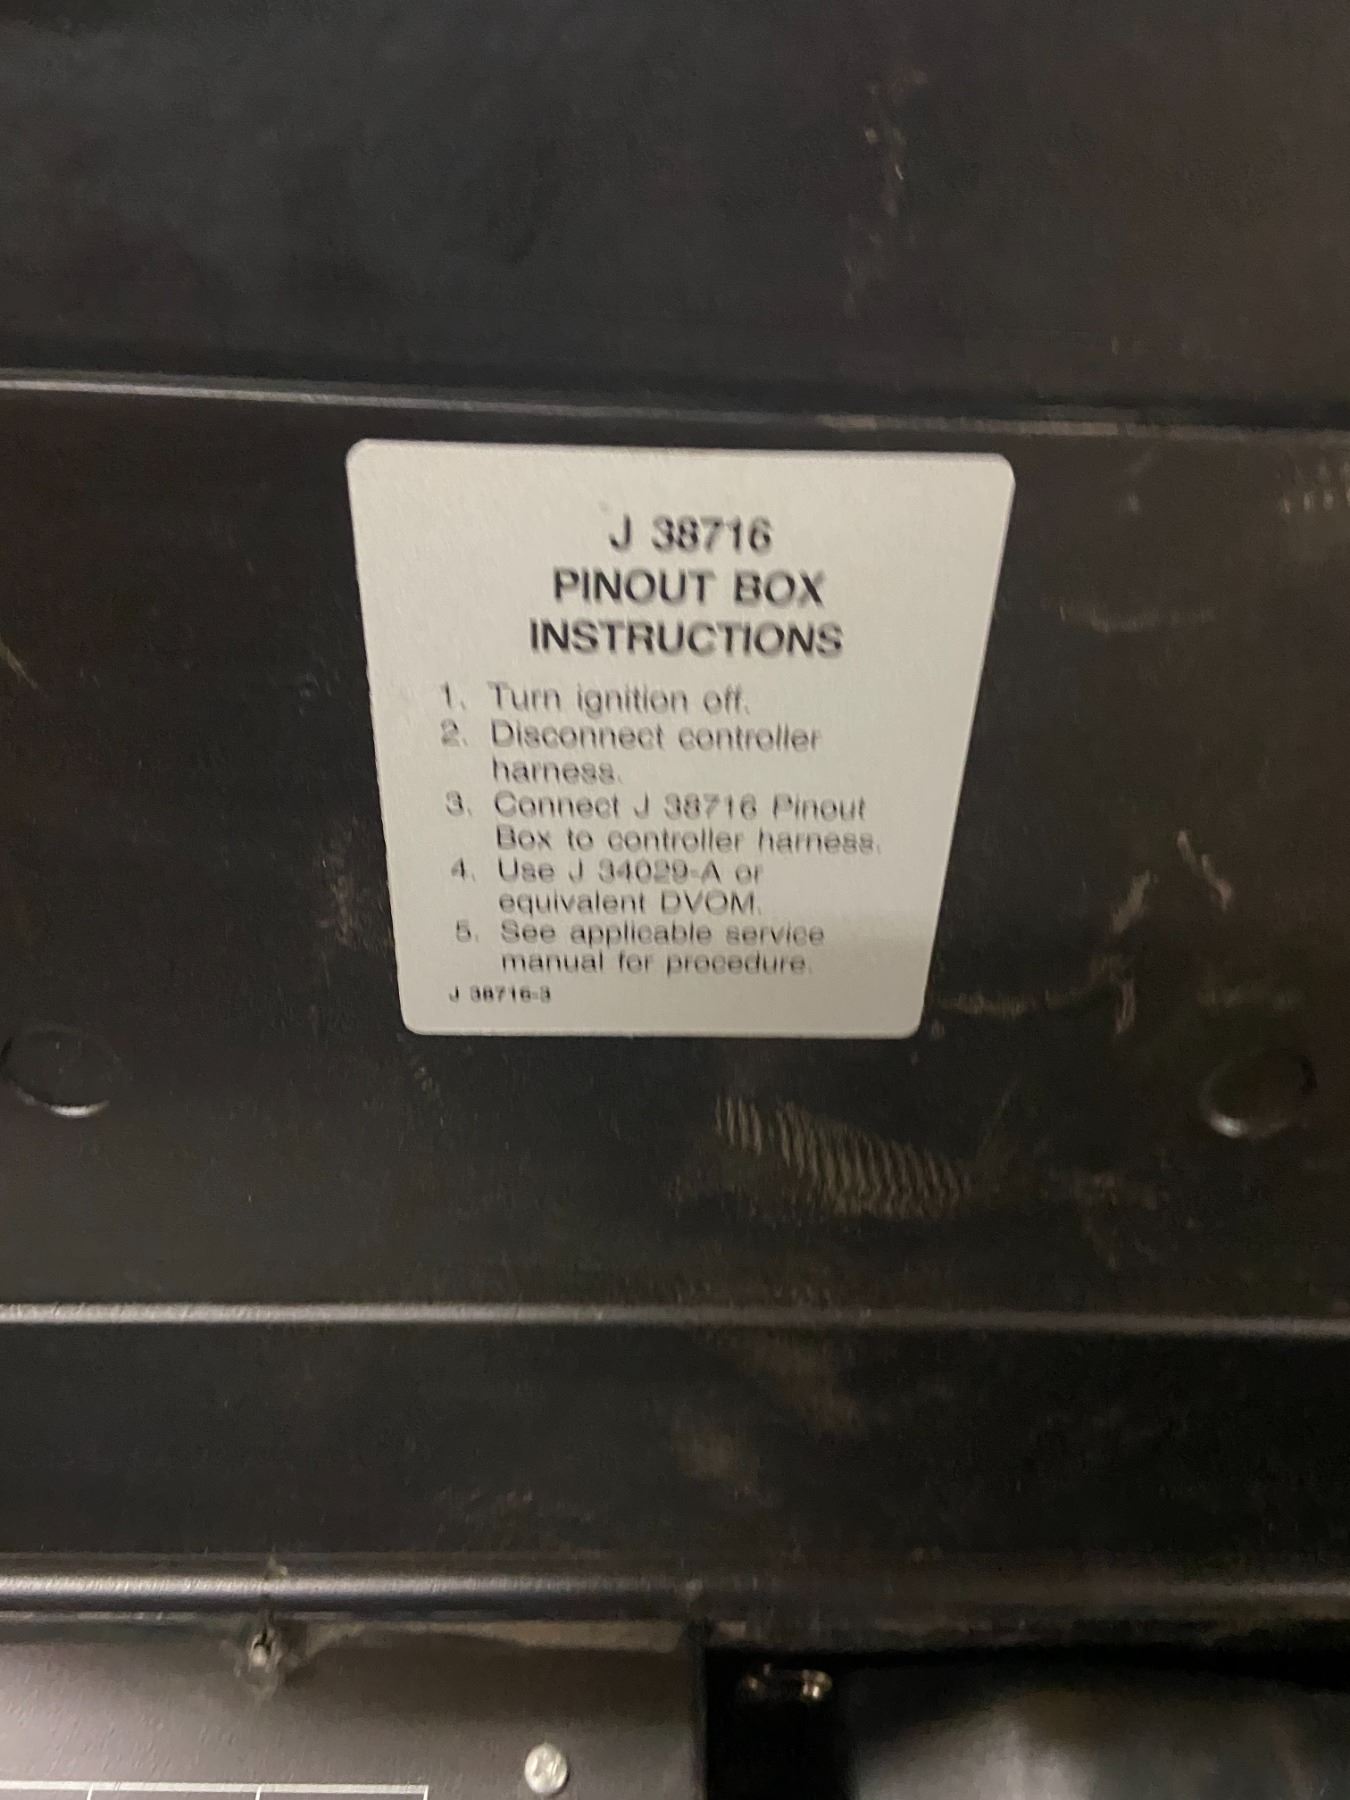 J 38716
PINOUT BOX
INSTRUCTIONS
1. Turn ignition off.
2. Disconnect controller
harness.
3. Connect J 38716 Pinout
Box to controller harness.
4. Use J 34029-A or
equivalent DVOM.
5. See applicable service
manual for procedure.
J 38716-3